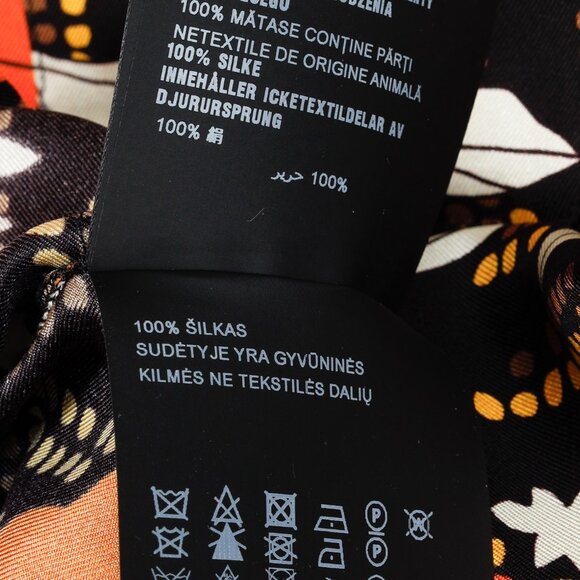 100% MĂTASE CONȚINE PĂRȚI
NETEXTILE DE ORIGINE ANIMALĂ
100% SILKE
INNEHÅLLER ICKETEXTILDELAR AV
DJURURSPRUNG
100% 絹
100% حرير
100% ŠILKAS
SUDĖTYJE YRA GYVŪNINĖS
KILMĖS NE TEKSTILĖS DALIŲ
P
P